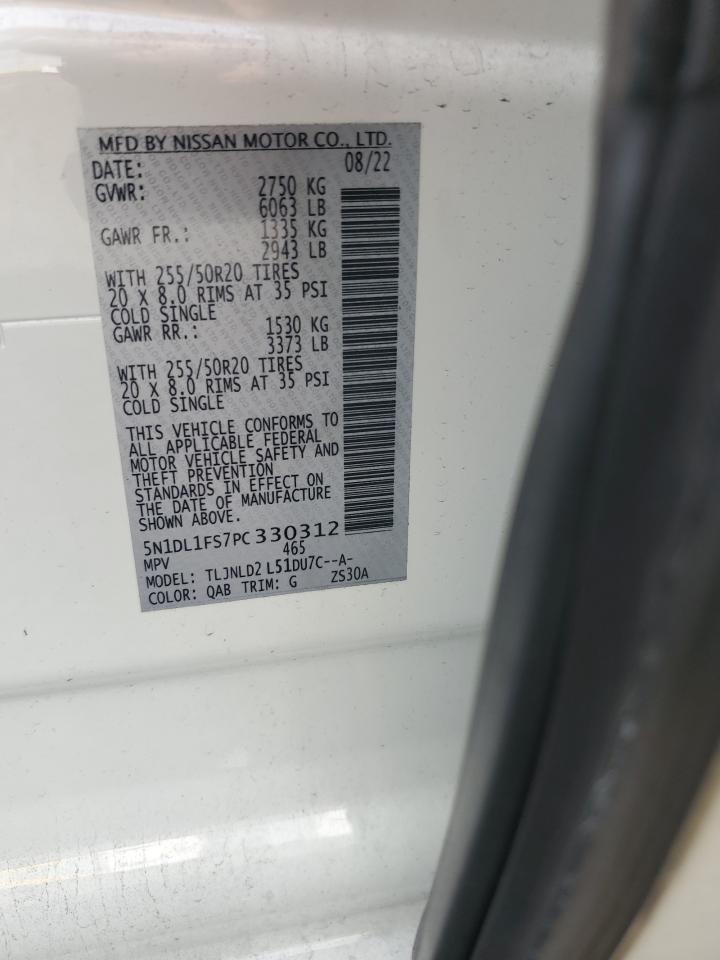 MFD BY NISSAN MOTOR CO., LTD.
DATE: 08/22
GVWR: 2750 KG
6063 LB
GAWR FR.: 1335 KG
2943 LB
WITH 255/50R20 TIRES
20 X 8.0 RIMS AT 35 PSI
COLD SINGLE
GAWR RR.: 1530 KG
3373 LB
WITH 255/50R20 TIRES
20 X 8.0 RIMS AT 35 PSI
COLD SINGLE
THIS VEHICLE CONFORMS TO
ALL APPLICABLE FEDERAL
MOTOR VEHICLE SAFETY AND
THEFT PREVENTION
STANDARDS IN EFFECT ON
THE DATE OF MANUFACTURE
SHOWN ABOVE.
5N1DL1FS7PC330312
MPV 465
MODEL: TLJNLD2 L51DU7C--A-
COLOR: QAB TRIM: G ZS30A